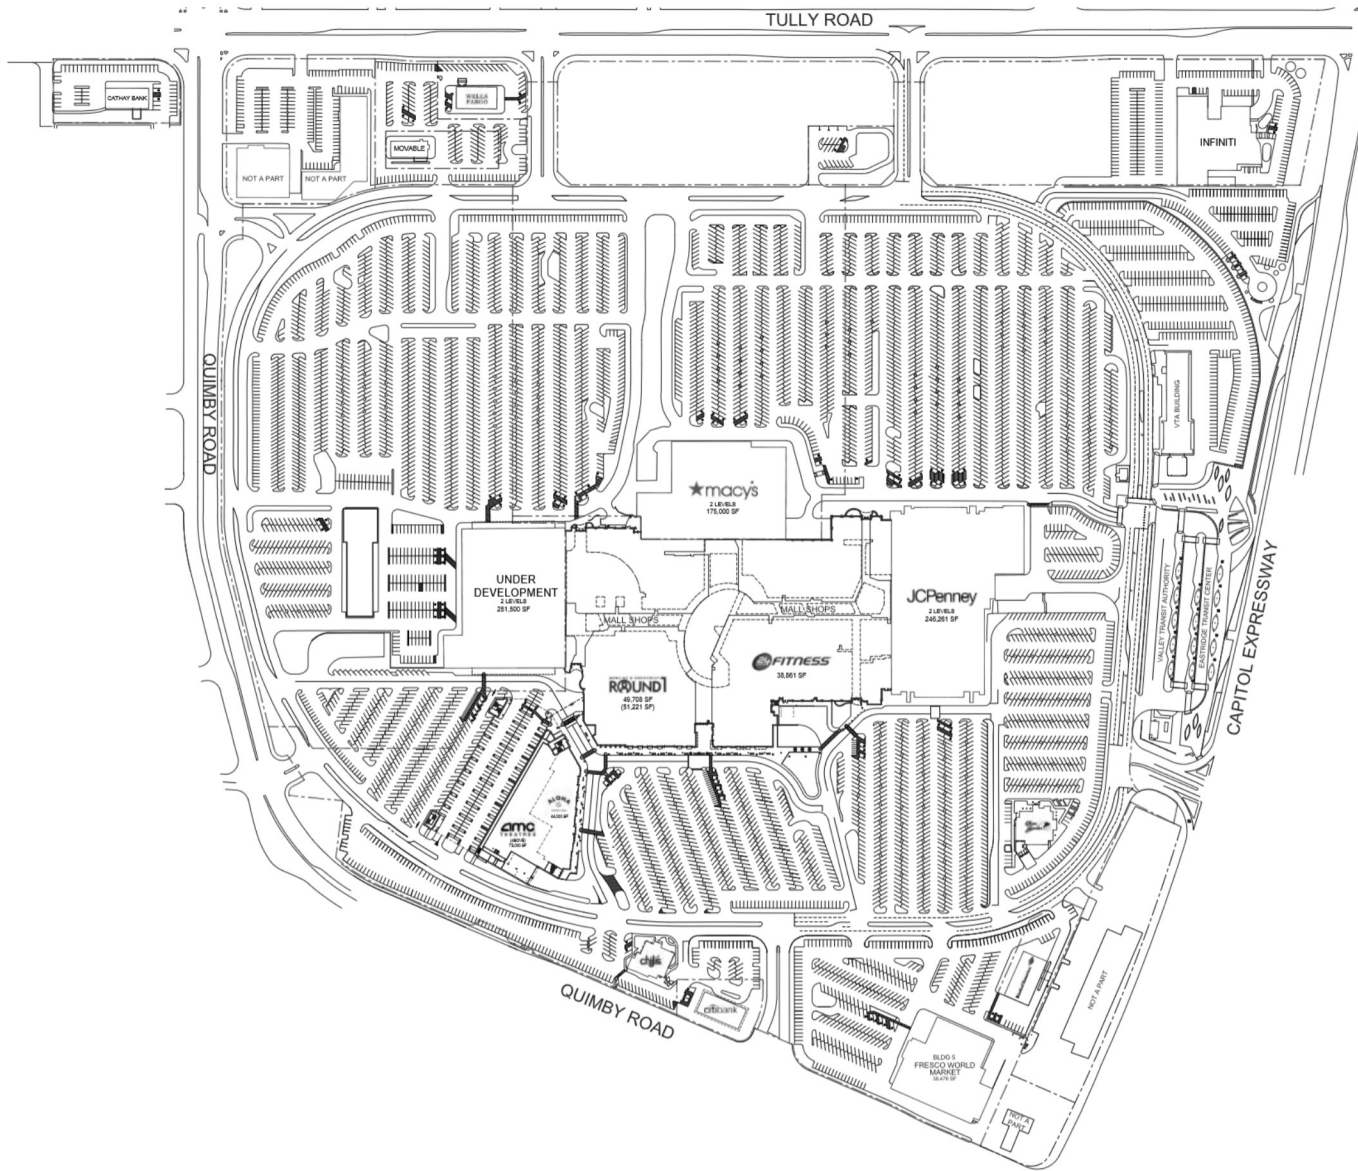 TULLY ROAD
CATHAY BANK
WELLS
FARGO
MOVABLE
NOT A PART
NOT A PART
INFINITI
QUIMBY ROAD
VTA BUILDING
macy's
2 LEVELS
175,000 SF
UNDER
DEVELOPMENT
2 LEVELS
281,500 SF
JCPenney
2 LEVELS
246,261 SF
MALL SHOPS
MALL SHOPS
24 FITNESS
38,861 SF
ROUND1
49,708 SF
(51,221 SF)
VALLEY TRANSIT AUTHORITY
EASTRIDGE TRANSIT CENTER
CAPITOL EXPRESSWAY
amc
THEATRES
chili's
citibank
QUIMBY ROAD
NOT A PART
BLDG 5
FRESCO WORLD
MARKET
NOT A
PART